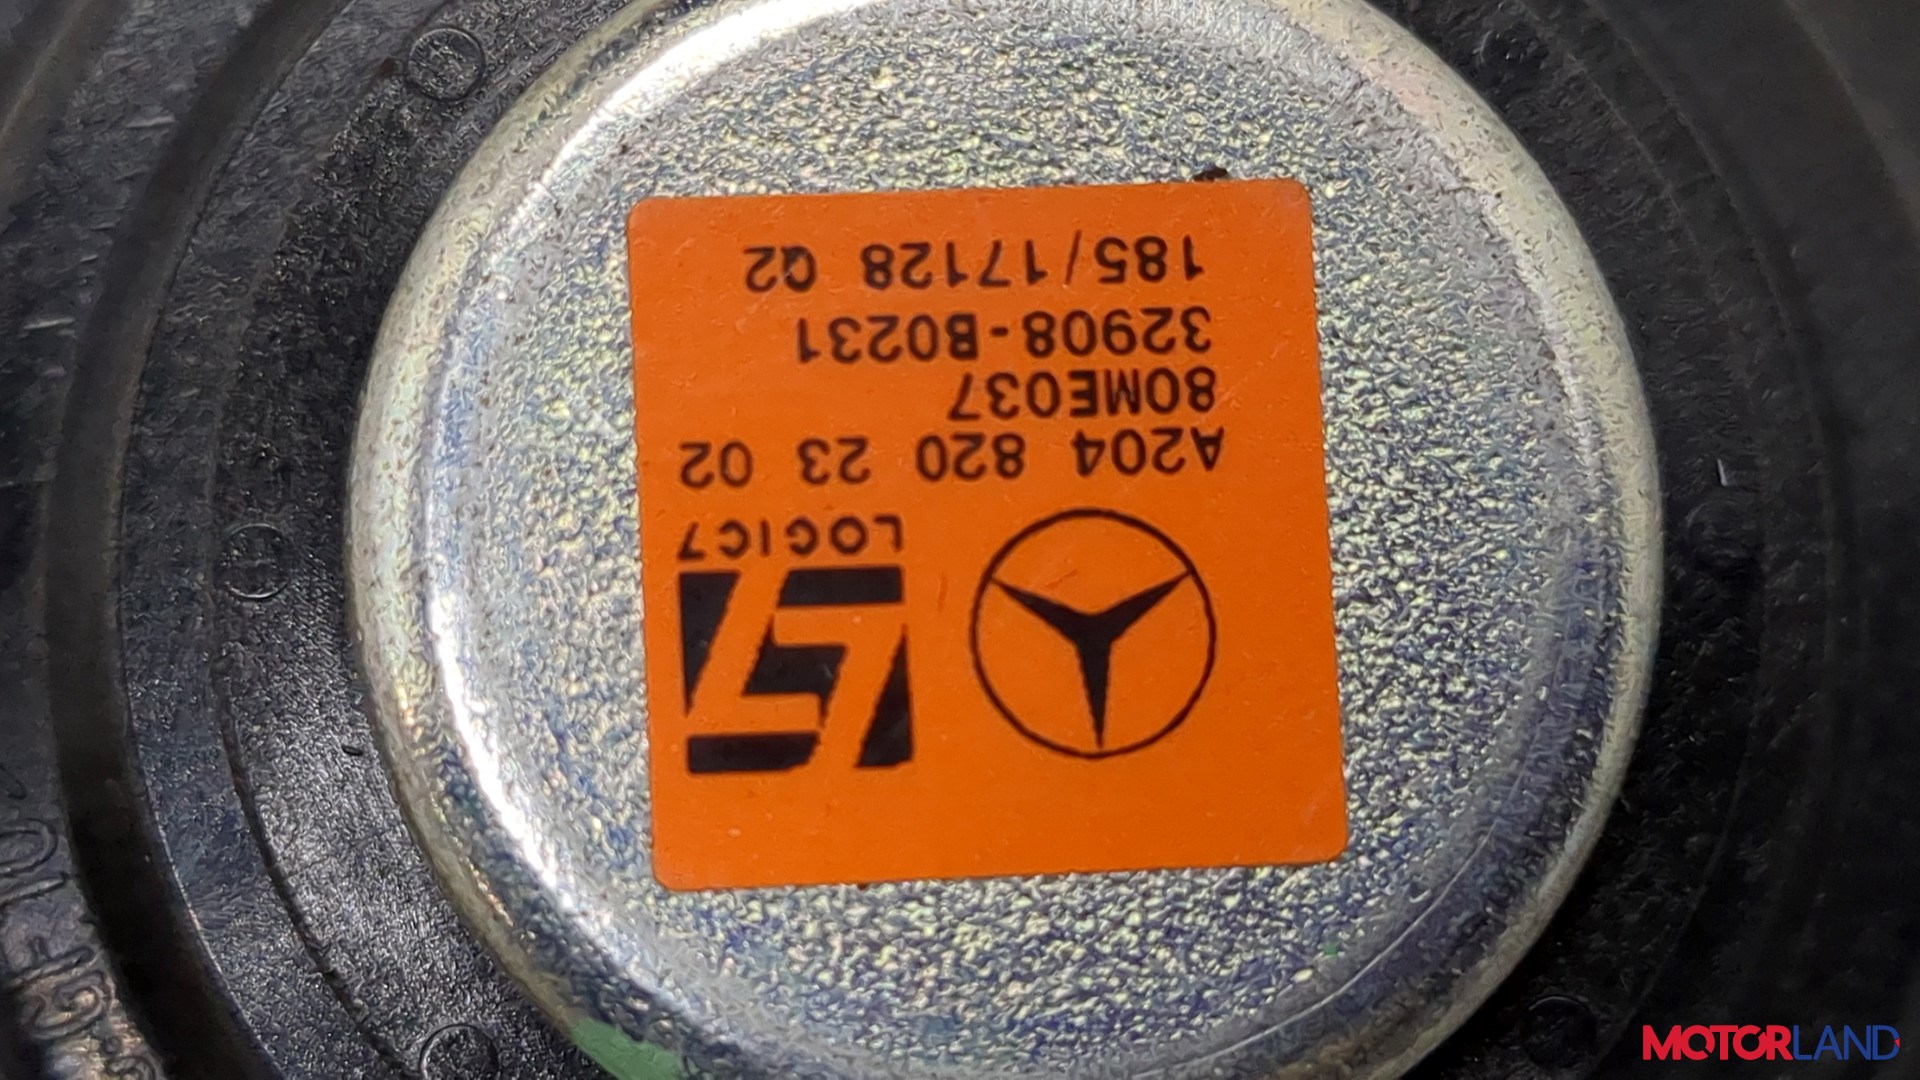 LOGIC7
A204 820 23 02
80ME037
32908-B0231
185/17128 Q2
MOTORLAND